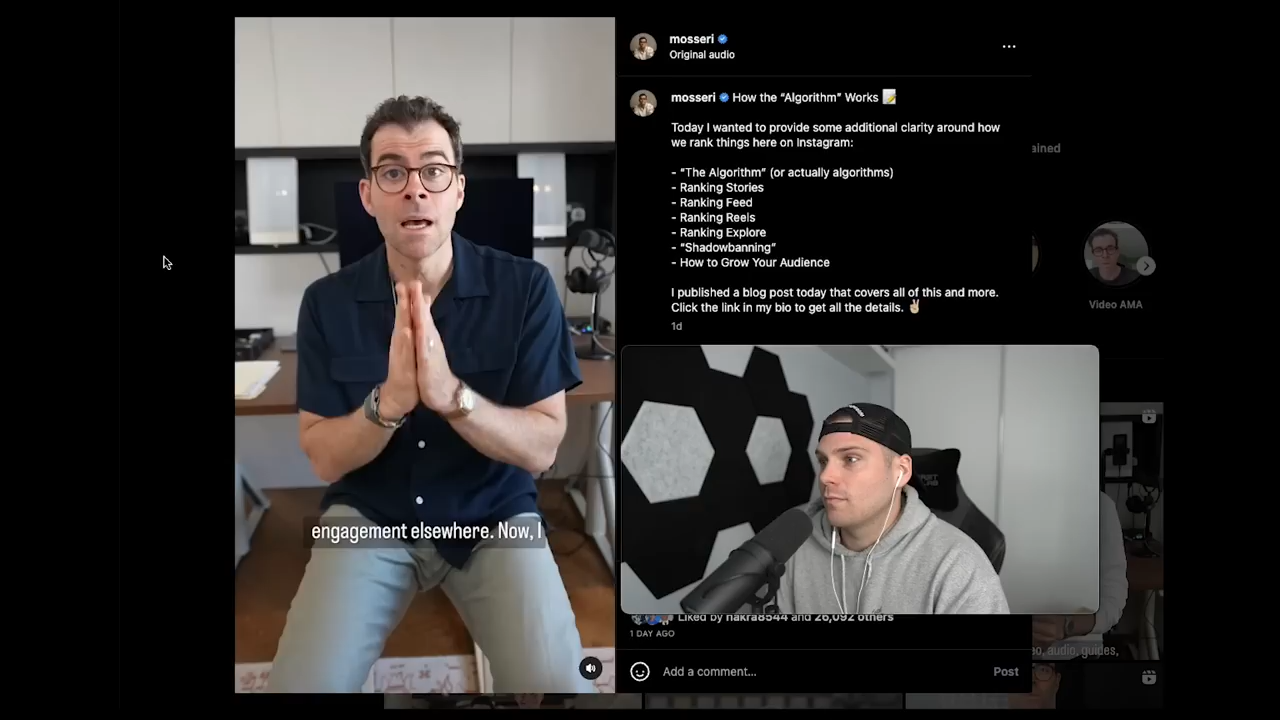 mosseri
Original audio
mosseri How the “Algorithm” Works
Today I wanted to provide some additional clarity around how
we rank things here on Instagram:
- “The Algorithm” (or actually algorithms)
- Ranking Stories
- Ranking Feed
- Ranking Reels
- Ranking Explore
- “Shadowbanning”
- How to Grow Your Audience
I published a blog post today that covers all of this and more.
Click the link in my bio to get all the details.
1d
ained
Video AMA
engagement elsewhere. Now, I
Liked by nakra8544 and 26,092 others
1 DAY AGO
eo, audio, guides,
Add a comment...
Post